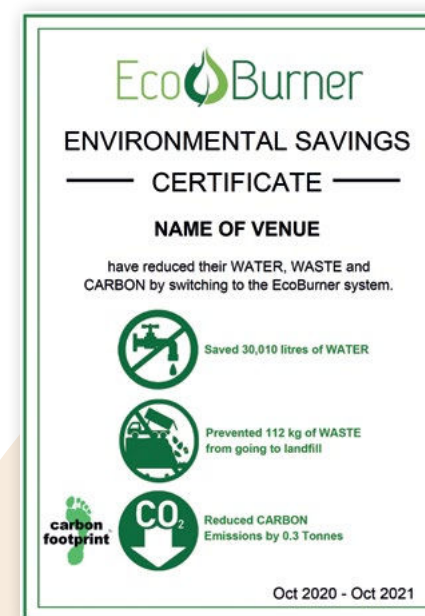 EcoBurner
ENVIRONMENTAL SAVINGS
CERTIFICATE
NAME OF VENUE
have reduced their WATER, WASTE and
CARBON by switching to the EcoBurner system.
Saved 30,010 litres of WATER
Prevented 112 kg of WASTE
from going to landfill
carbon
footprint
CO2
Reduced CARBON
Emissions by 0.3 Tonnes
Oct 2020 - Oct 2021